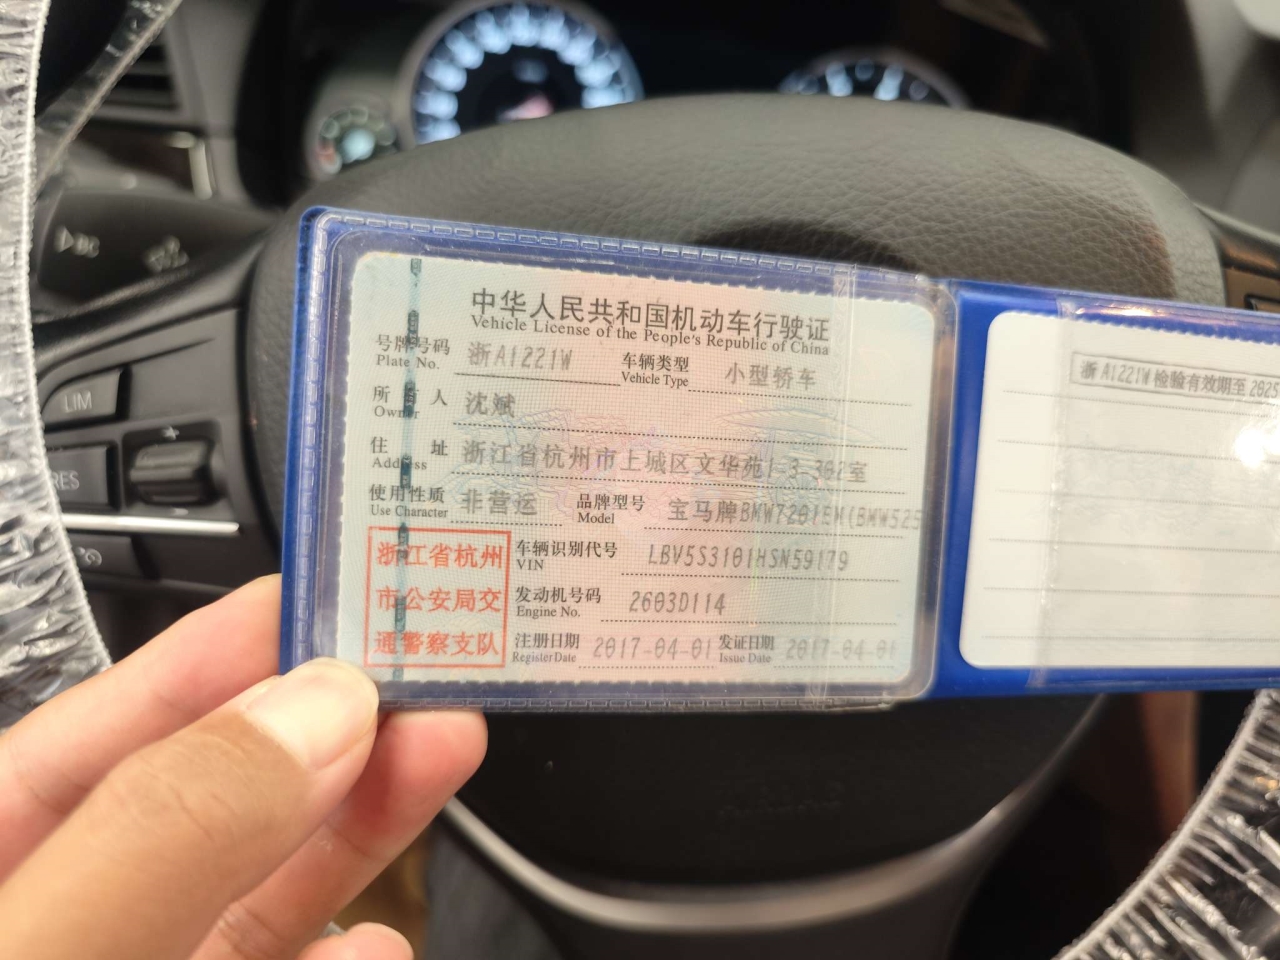 中华人民共和国机动车行驶证
Vehicle License of the People's Republic of China
号牌号码 浙A1221W 车辆类型 小型轿车
Plate No. Vehicle Type
所有人 沈斌
Owner
住址 浙江省杭州市上城区文华苑1-3-302室
Address
使用性质 非营运 品牌型号 宝马牌BMW7201EM(BMW525
Use Character Model
浙江省杭州
市公安局交
通警察支队
车辆识别代号 LBV5S3101HSN59179
VIN
发动机号码 2603D114
Engine No.
注册日期 2017-04-01 发证日期 2017-04-01
Register Date Issue Date
浙A1221W检验有效期至2025
LIM
RES